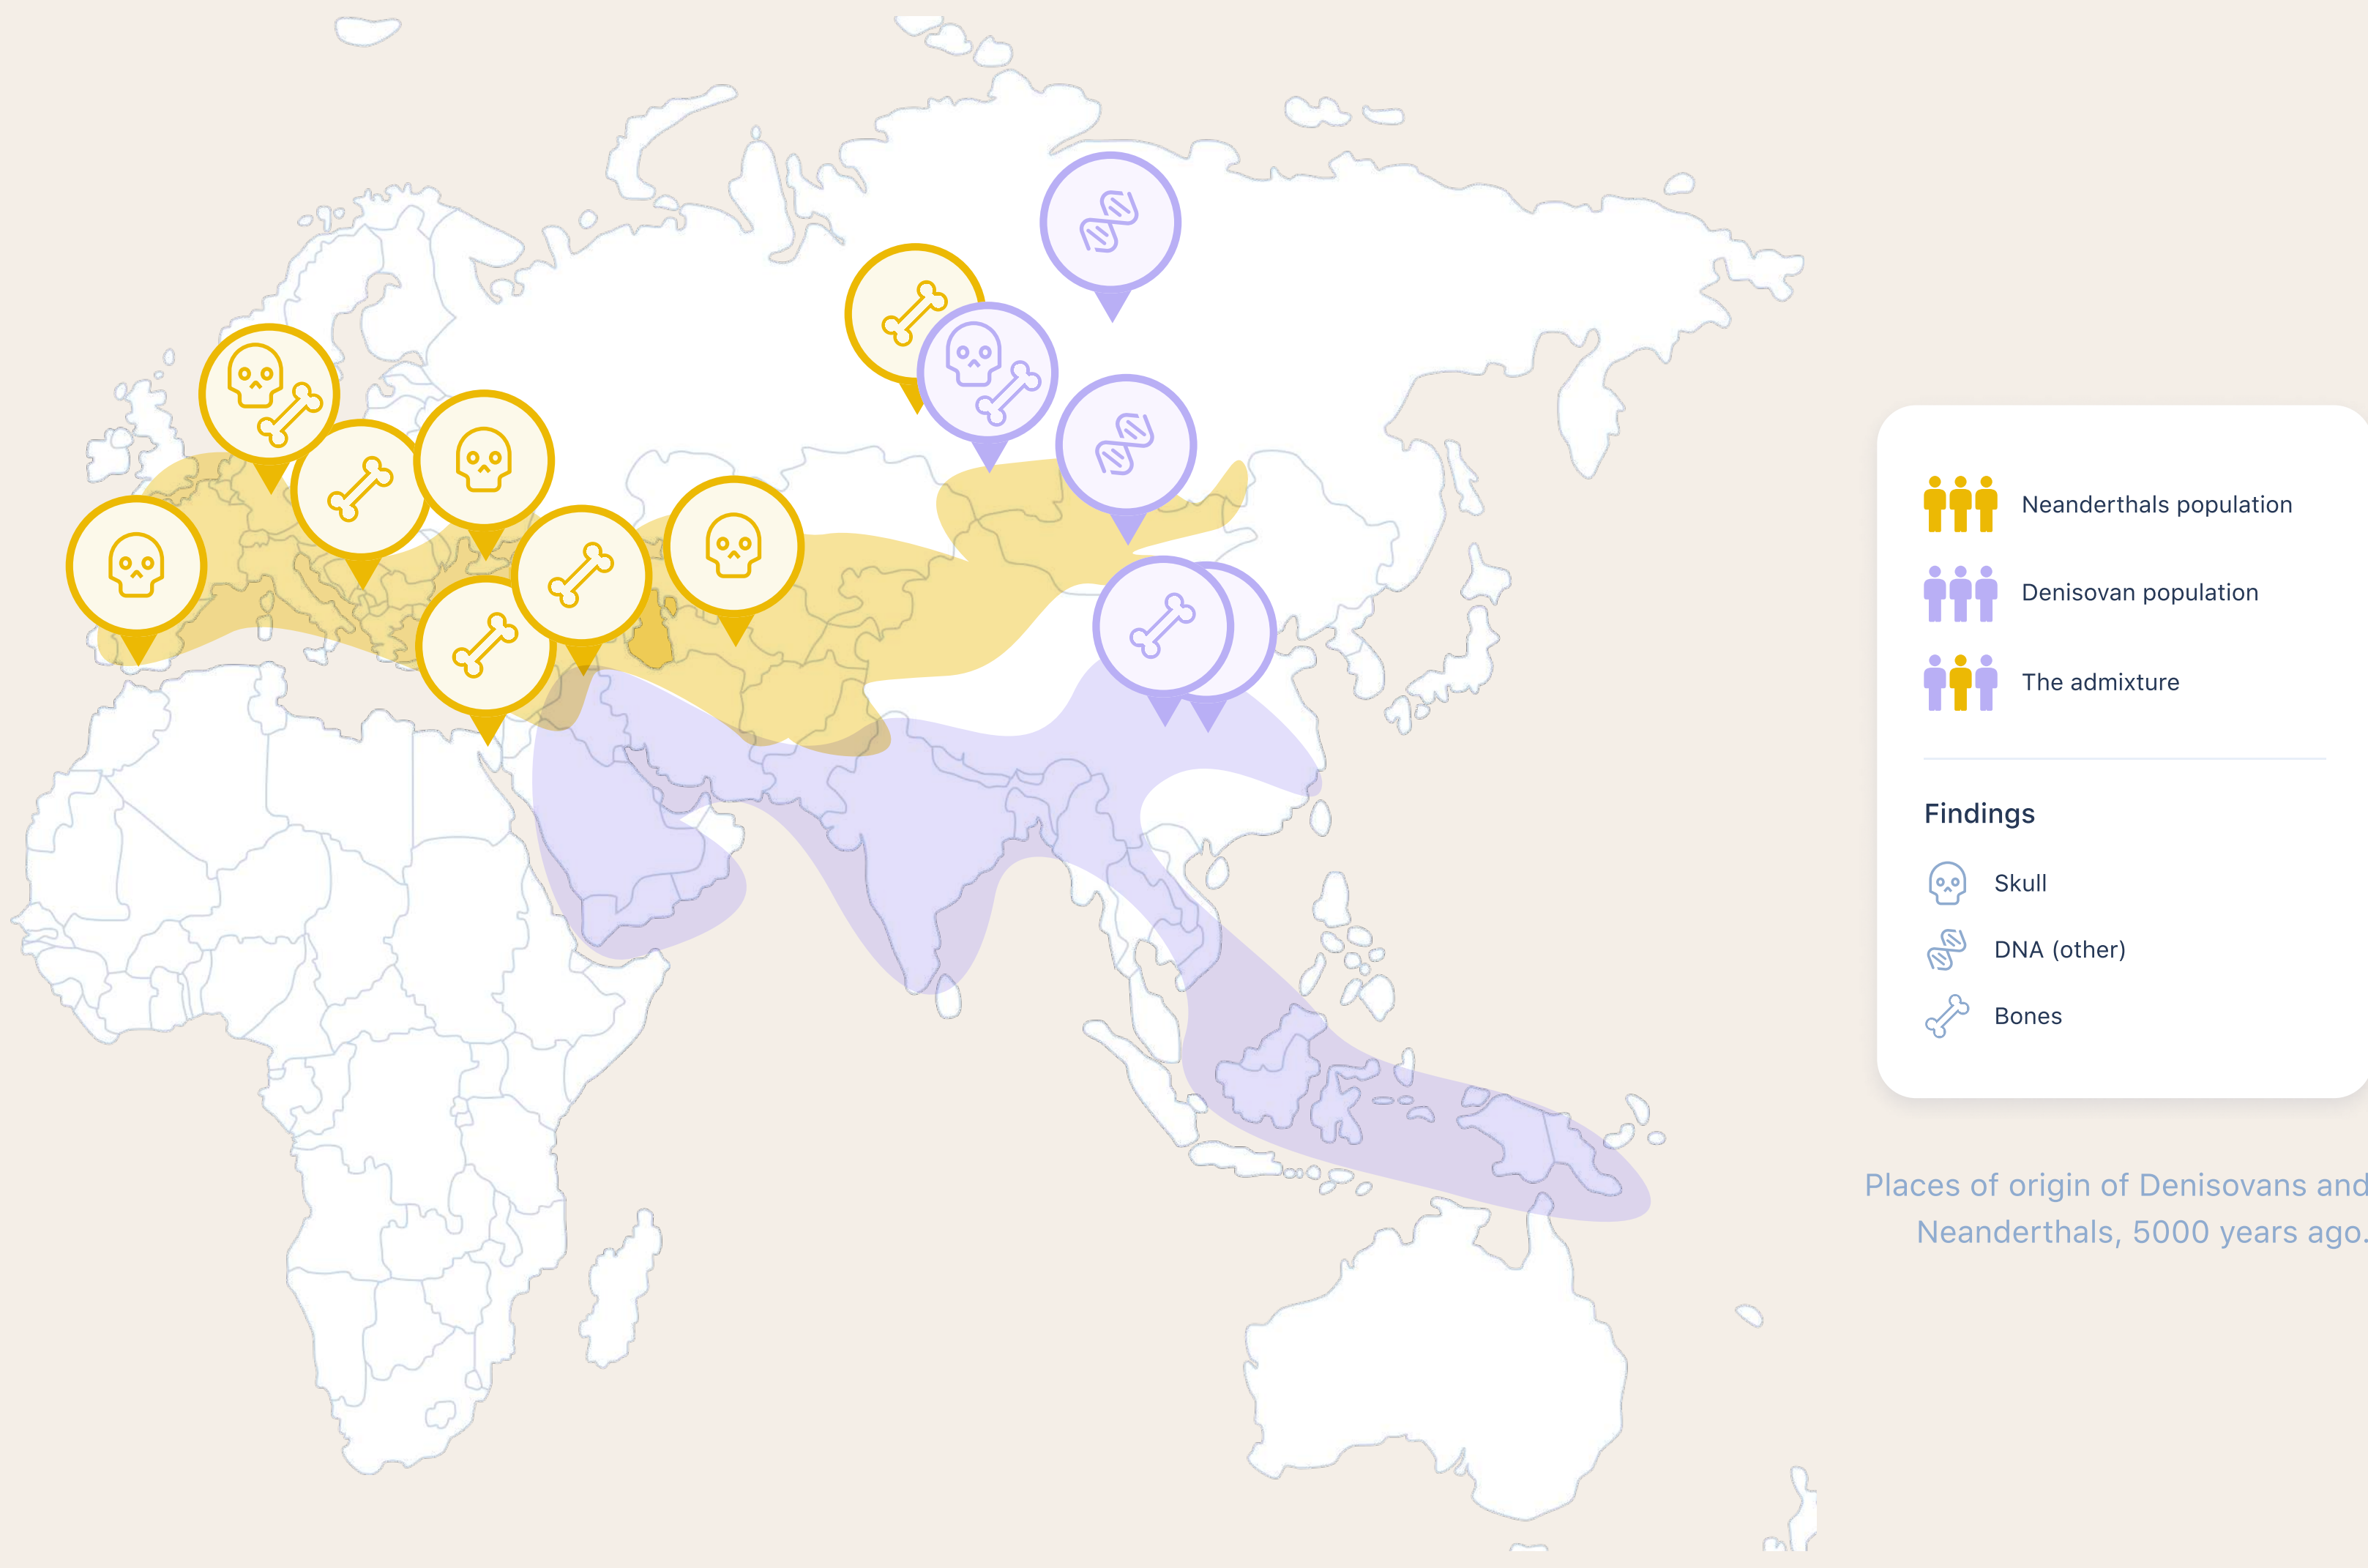 Neanderthals population
Denisovan population
The admixture
Findings
Skull
DNA (other)
Bones
Places of origin of Denisovans and
Neanderthals, 5000 years ago.